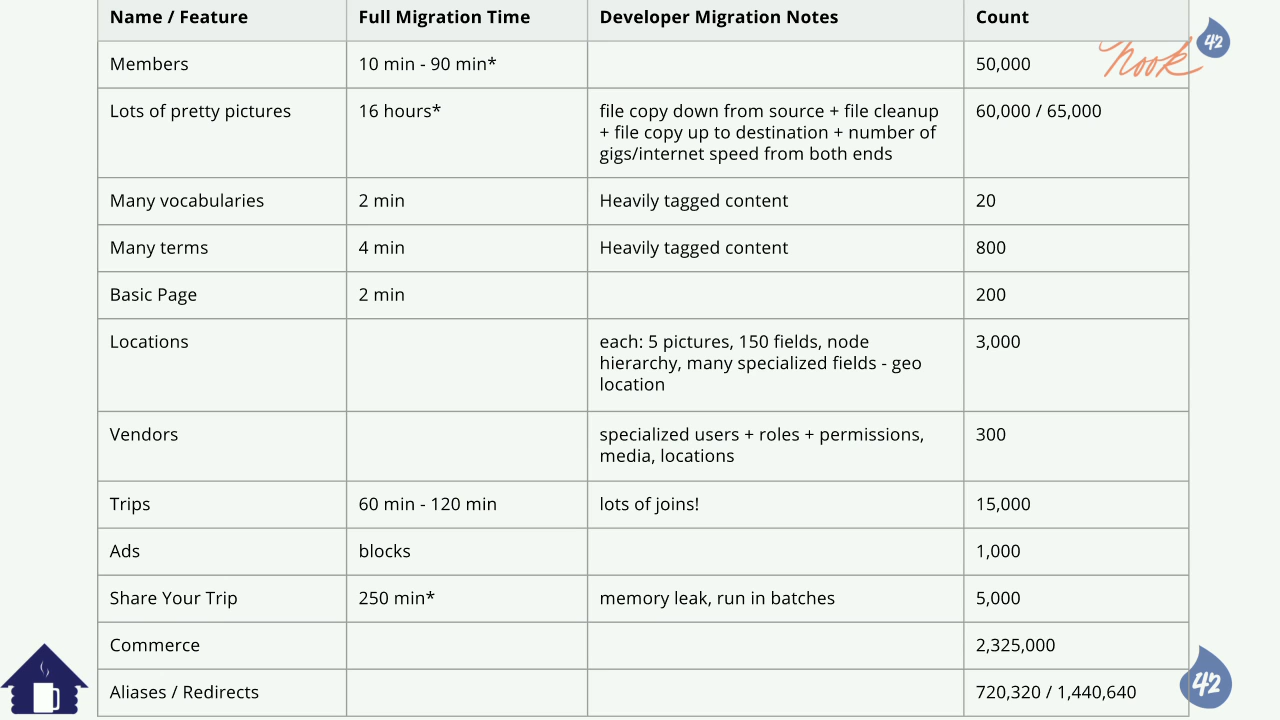 Name / Feature Full Migration Time Developer Migration Notes Count
Members 10 min - 90 min* 50,000
nook 42
Lots of pretty pictures 16 hours* file copy down from source + file cleanup 60,000 / 65,000
+ file copy up to destination + number of
gigs/internet speed from both ends
Many vocabularies 2 min Heavily tagged content 20
Many terms 4 min Heavily tagged content 800
Basic Page 2 min 200
Locations each: 5 pictures, 150 fields, node 3,000
hierarchy, many specialized fields - geo
location
Vendors specialized users + roles + permissions, 300
media, locations
Trips 60 min - 120 min lots of joins! 15,000
Ads blocks 1,000
Share Your Trip 250 min* memory leak, run in batches 5,000
Commerce 2,325,000
Aliases / Redirects 720,320 / 1,440,640
42